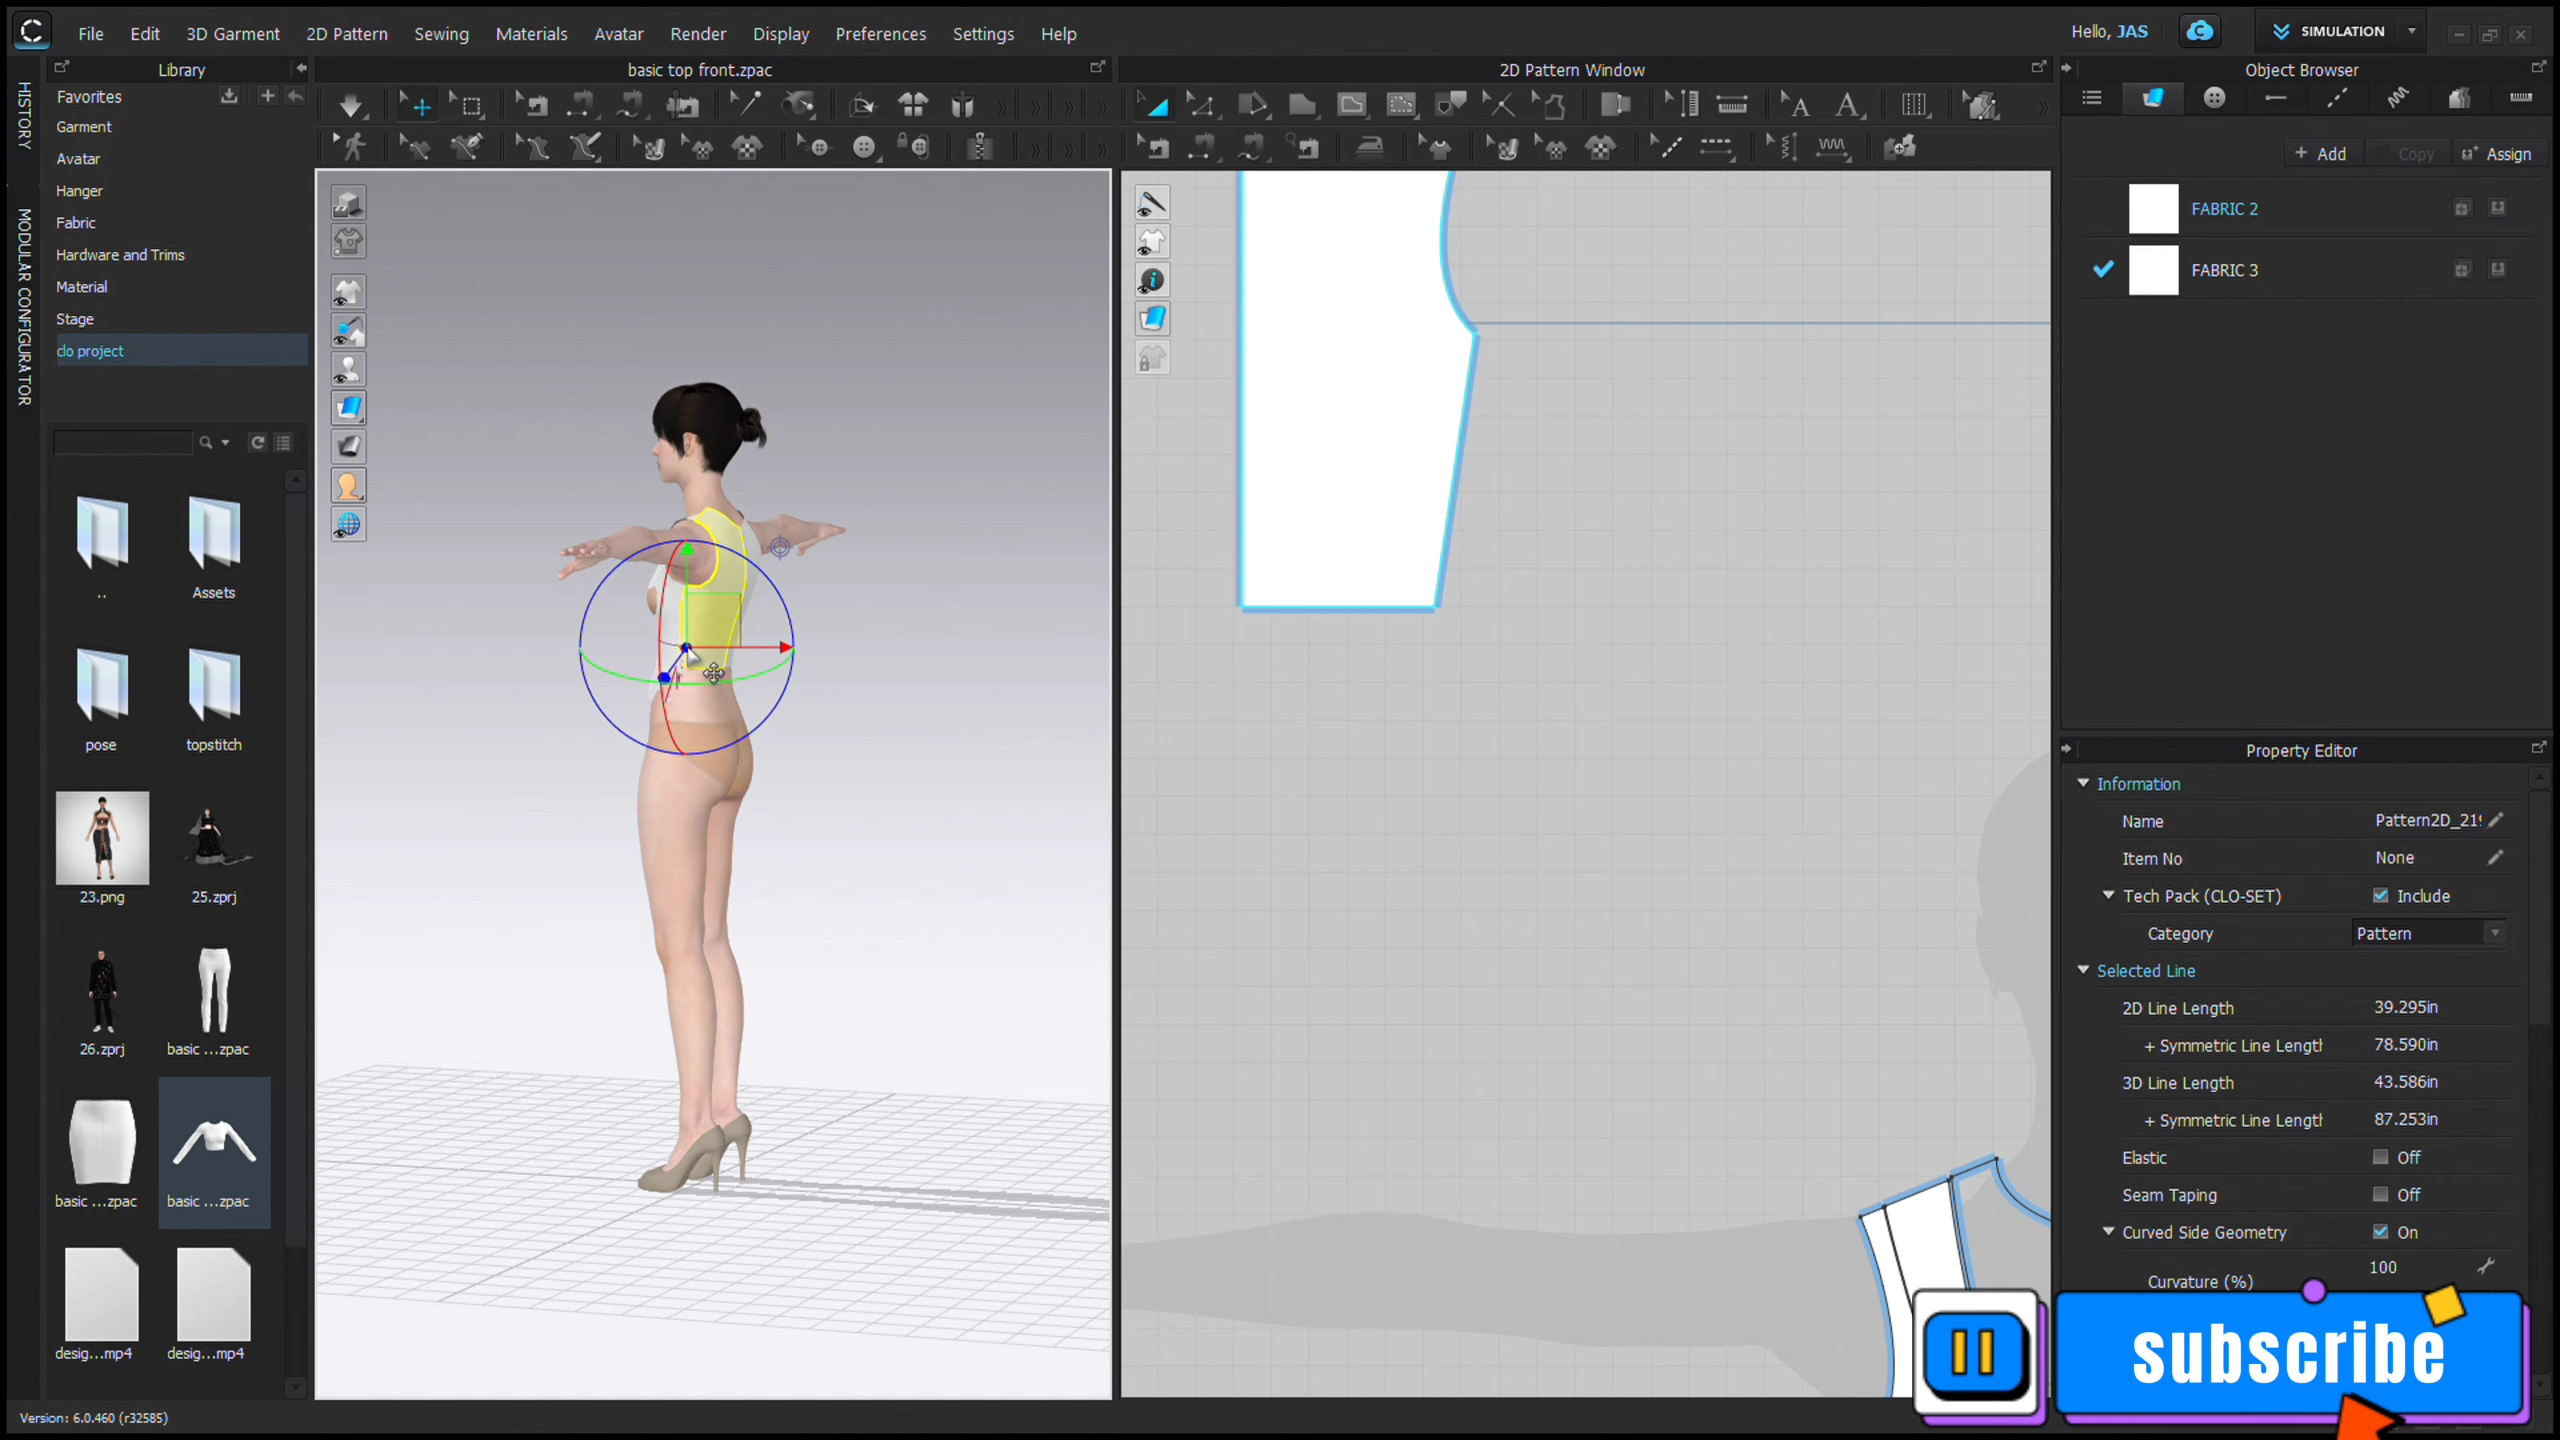 File Edit 3D Garment 2D Pattern Sewing Materials Avatar Render Display Preferences Settings Help
Hello, JAS
SIMULATION
HISTORY
MODULAR CONFIGURATOR
Library
Favorites
Garment
Avatar
Hanger
Fabric
Hardware and Trims
Material
Stage
clo project
..
Assets
pose
topstitch
23.png
25.zprj
26.zprj
basic ...zpac
basic ...zpac
basic ...zpac
desig...mp4
desig...mp4
Version: 6.0.460 (r32585)
basic top front.zpac
2D Pattern Window
Object Browser
+ Add
Copy
Assign
FABRIC 2
FABRIC 3
Property Editor
Information
Name Pattern2D_21
Item No None
Tech Pack (CLO-SET) Include
Category Pattern
Selected Line
2D Line Length 39.295in
+ Symmetric Line Length 78.590in
3D Line Length 43.586in
+ Symmetric Line Length 87.253in
Elastic Off
Seam Taping Off
Curved Side Geometry On
Curvature (%) 100
subscribe